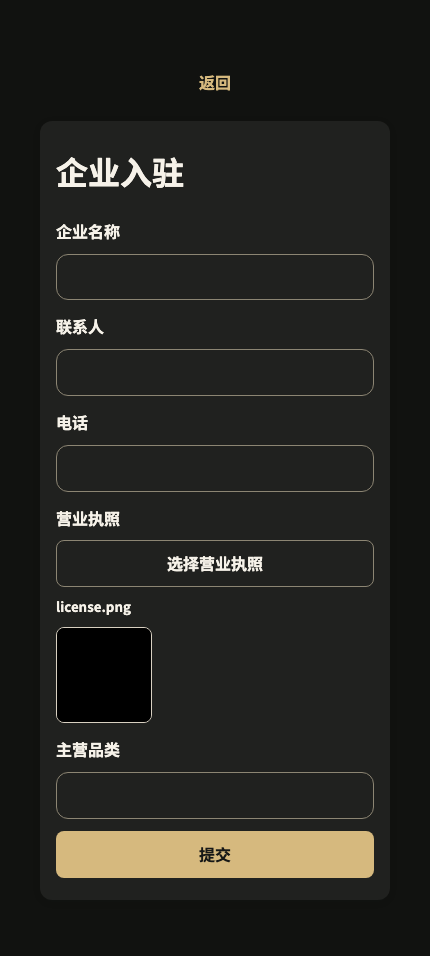 返回
企业入驻
企业名称
联系人
电话
营业执照
选择营业执照
license.png
主营品类
提交